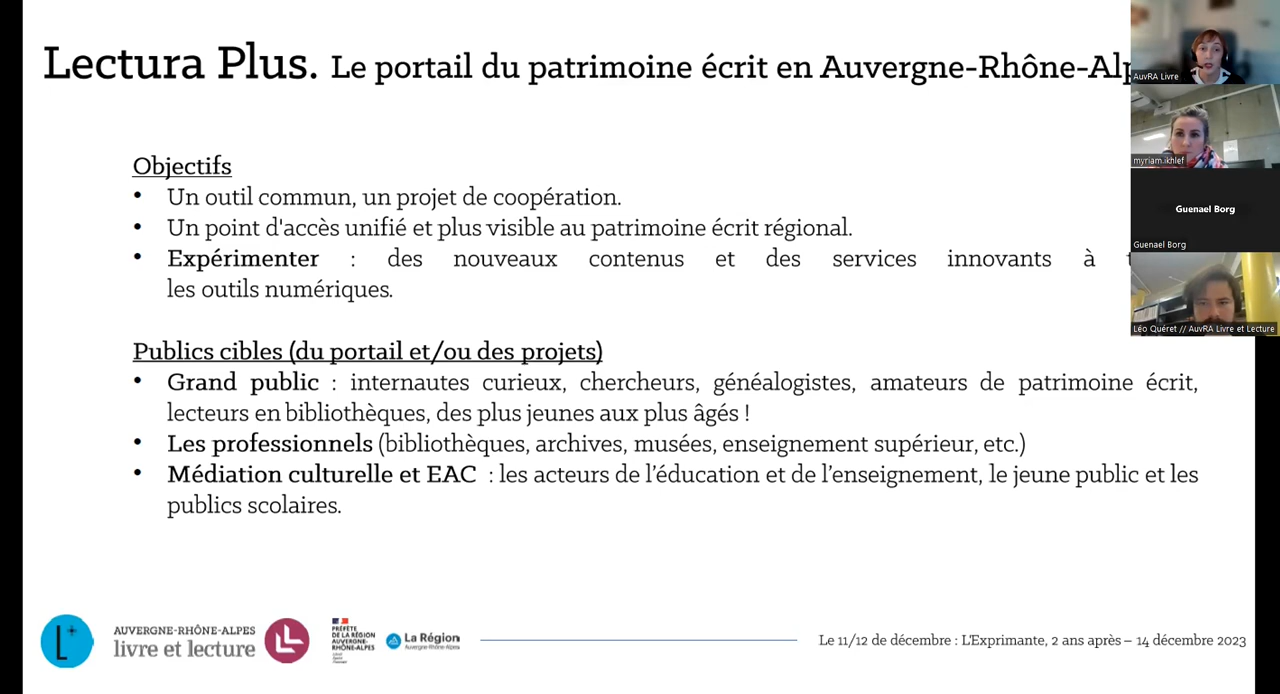 Lectura Plus. Le portail du patrimoine écrit en Auvergne-Rhône-Alp
Objectifs
• Un outil commun, un projet de coopération.
• Un point d'accès unifié et plus visible au patrimoine écrit régional.
• Expérimenter : des nouveaux contenus et des services innovants à
les outils numériques.
Publics cibles (du portail et/ou des projets)
• Grand public : internautes curieux, chercheurs, généalogistes, amateurs de patrimoine écrit,
lecteurs en bibliothèques, des plus jeunes aux plus âgés !
• Les professionnels (bibliothèques, archives, musées, enseignement supérieur, etc.)
• Médiation culturelle et EAC : les acteurs de l’éducation et de l’enseignement, le jeune public et les
publics scolaires.
AuvRA Livre
myriam.ikhlef
Guenael Borg
Guenael Borg
Léo Quéret // AuvRA Livre et Lecture
L+
AUVERGNE-RHÔNE-ALPES
livre et lecture
PRÉFÈTE
DE LA RÉGION
AUVERGNE-
RHÔNE-ALPES
La Région
Auvergne-Rhône-Alpes
Le 11/12 de décembre : L'Exprimante, 2 ans après – 14 décembre 2023